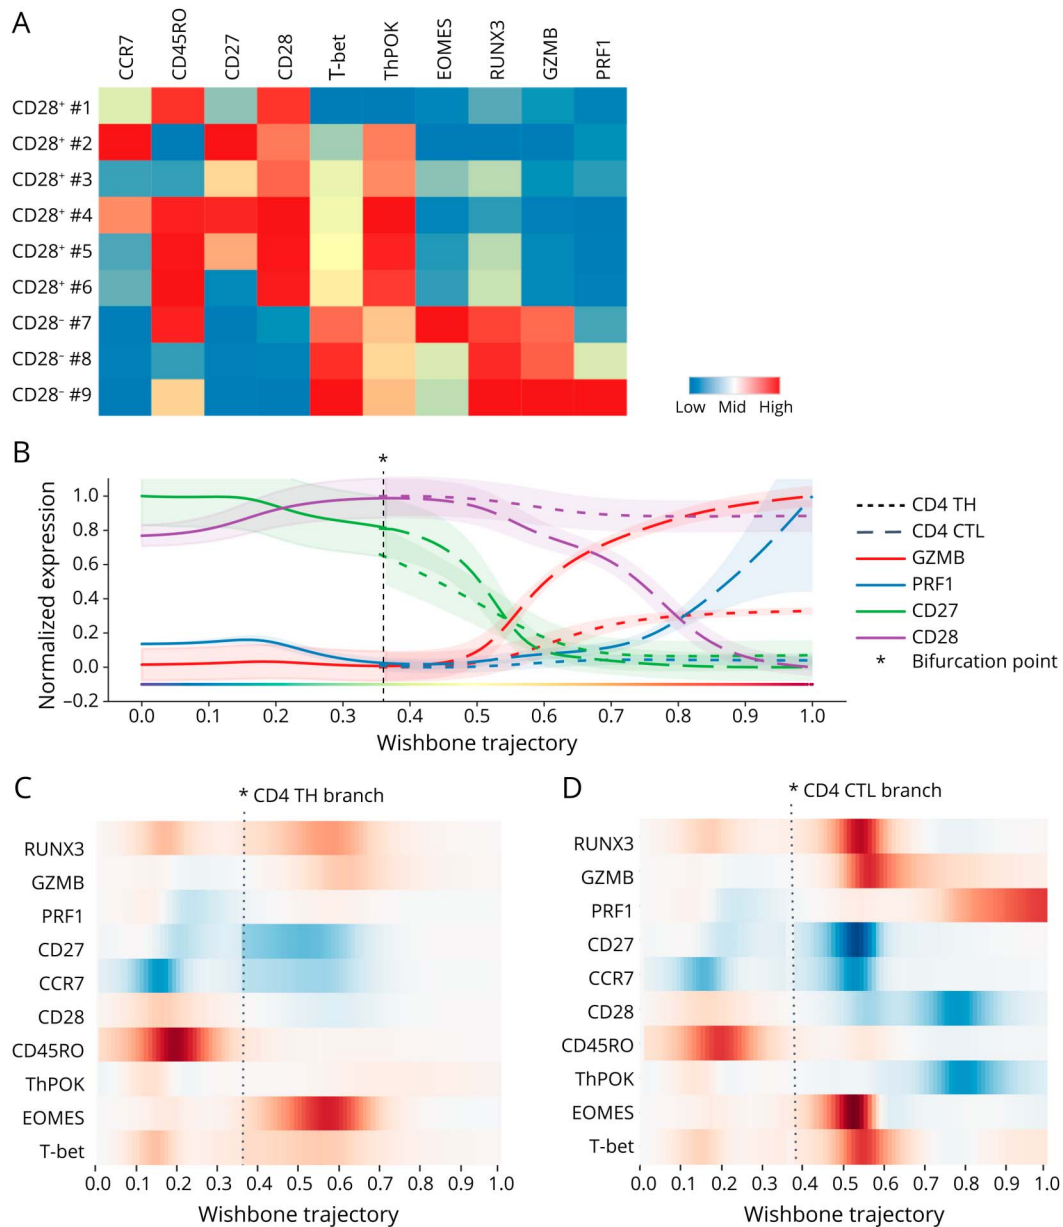 A
CCR7 CD45RO CD27 CD28 T-bet ThPOK EOMES RUNX3 GZMB PRF1
CD28⁺ #1
CD28⁺ #2
CD28⁺ #3
CD28⁺ #4
CD28⁺ #5
CD28⁺ #6
CD28⁻ #7
CD28⁻ #8
CD28⁻ #9
Low Mid High
B
*
Normalized expression
1.0
0.8
0.6
0.4
0.2
0.0
−0.2
0.0 0.1 0.2 0.3 0.4 0.5 0.6 0.7 0.8 0.9 1.0
Wishbone trajectory
CD4 TH
CD4 CTL
GZMB
PRF1
CD27
CD28
* Bifurcation point
C
* CD4 TH branch
RUNX3
GZMB
PRF1
CD27
CCR7
CD28
CD45RO
ThPOK
EOMES
T-bet
0.0 0.1 0.2 0.3 0.4 0.5 0.6 0.7 0.8 0.9 1.0
Wishbone trajectory
D
* CD4 CTL branch
RUNX3
GZMB
PRF1
CD27
CCR7
CD28
CD45RO
ThPOK
EOMES
T-bet
0.0 0.1 0.2 0.3 0.4 0.5 0.6 0.7 0.8 0.9 1.0
Wishbone trajectory